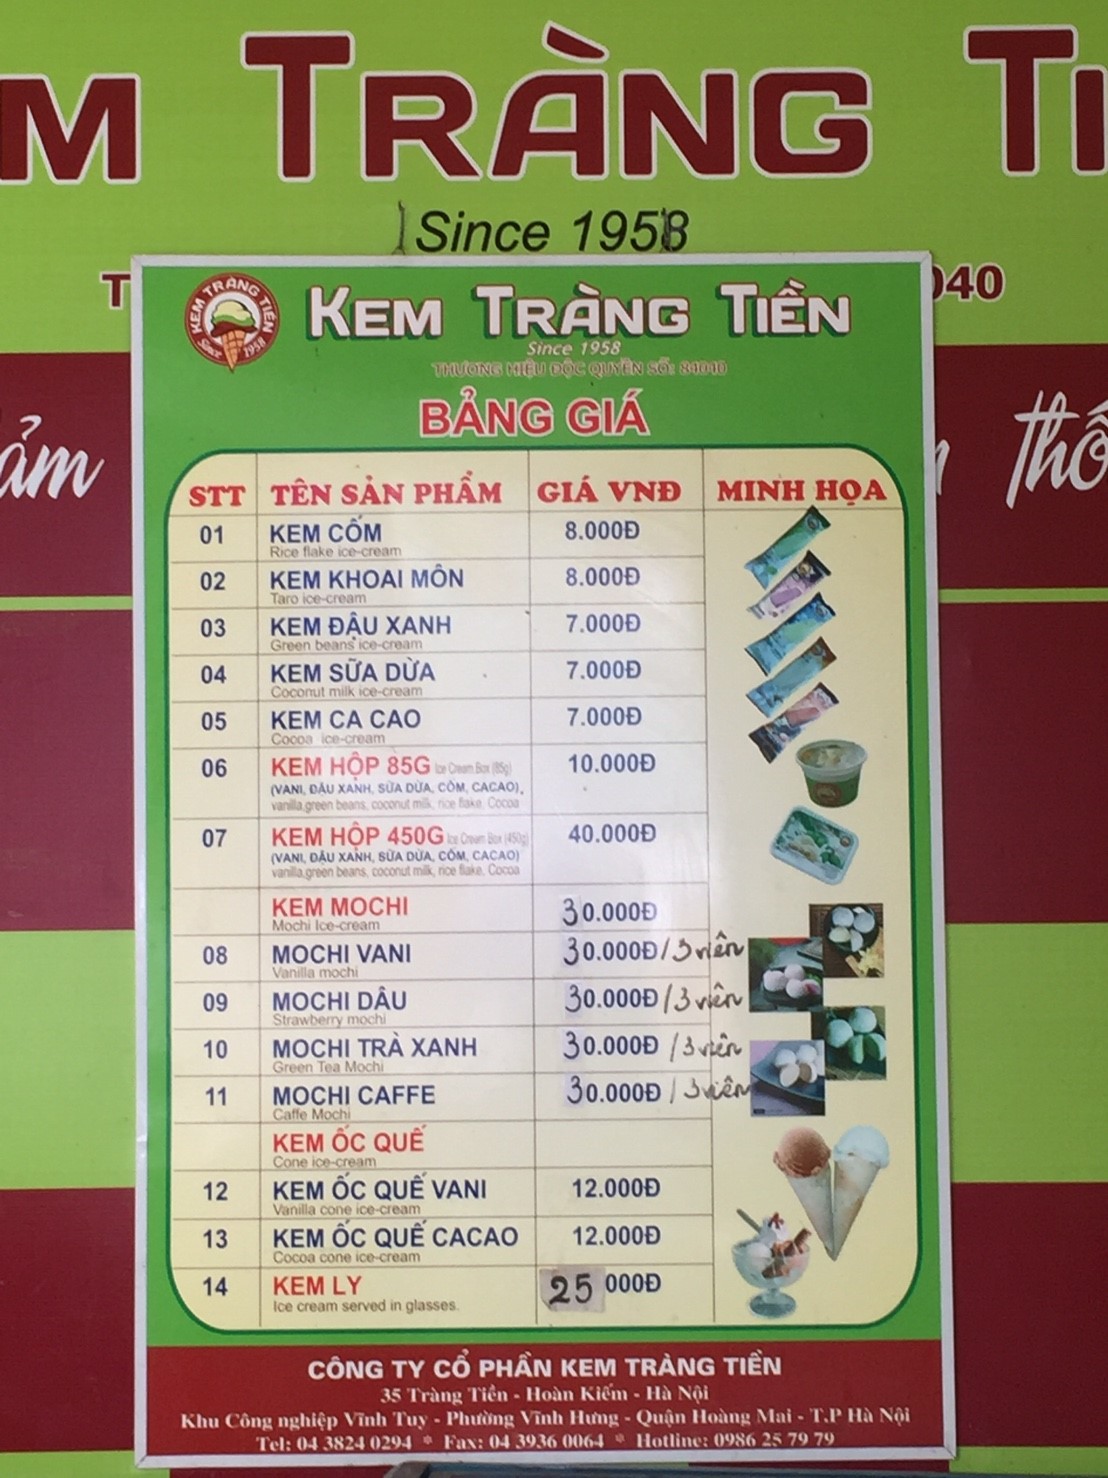 M TRÀNG TI
Since 1958
T 040
ảm
thố
KEM TRÀNG TIỀN
Since 1958
KEM TRÀNG TIỀN
Since 1958
THƯƠNG HIỆU ĐỘC QUYỀN SỐ: 84040
BẢNG GIÁ
STT TÊN SẢN PHẨM GIÁ VNĐ MINH HỌA
01 KEM CỐM 8.000Đ
Rice flake ice-cream
02 KEM KHOAI MÔN 8.000Đ
Taro ice-cream
03 KEM ĐẬU XANH 7.000Đ
Green beans ice-cream
04 KEM SỮA DỪA 7.000Đ
Coconut milk ice-cream
05 KEM CA CAO 7.000Đ
Cocoa ice-cream
06 KEM HỘP 85G Ice Cream Box (85g) 10.000Đ
(VANI, ĐẬU XANH, SỮA DỪA, CỐM, CACAO),
vanilla,green beans, coconut milk, rice flake, Cocoa
07 KEM HỘP 450G Ice Cream Box (450g) 40.000Đ
(VANI, ĐẬU XANH, SỮA DỪA, CỐM, CACAO)
vanilla,green beans, coconut milk, rice flake, Cocoa
KEM MOCHI 30.000Đ
Mochi Ice-cream
08 MOCHI VANI 30.000Đ/3 viên
Vanilla mochi
09 MOCHI DÂU 30.000Đ/3 viên
Strawberry mochi
10 MOCHI TRÀ XANH 30.000Đ /3 viên
Green Tea Mochi
11 MOCHI CAFFE 30.000Đ /3 viên
Caffe Mochi
KEM ỐC QUẾ
Cone ice-cream
12 KEM ỐC QUẾ VANI 12.000Đ
Vanilla cone ice-cream
13 KEM ỐC QUẾ CACAO 12.000Đ
Cocoa cone ice-cream
14 KEM LY 25 000Đ
Ice cream served in glasses.
CÔNG TY CỔ PHẦN KEM TRÀNG TIỀN
35 Tràng Tiền - Hoàn Kiếm - Hà Nội
Khu Công nghiệp Vĩnh Tuy - Phường Vĩnh Hưng - Quận Hoàng Mai - T.P Hà Nội
Tel: 04 3824 0294 * Fax: 04 3936 0064 * Hotline: 0986 25 79 79